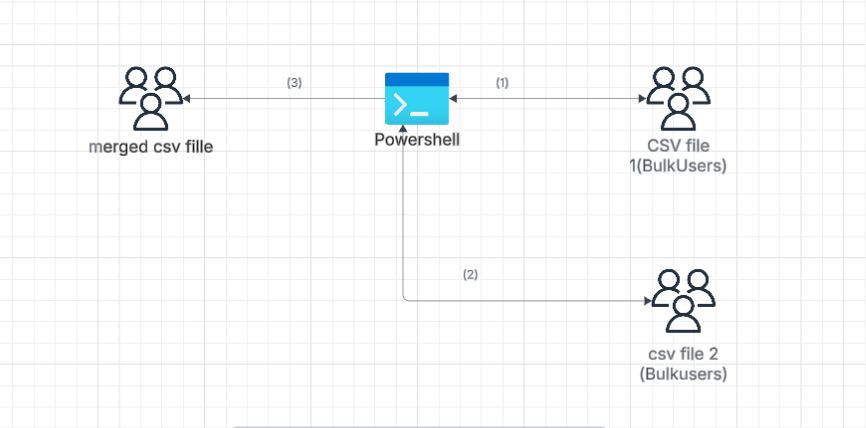 (3)
(1)
merged csv fille
Powershell
CSV file
1(BulkUsers)
(2)
csv file 2
(Bulkusers)